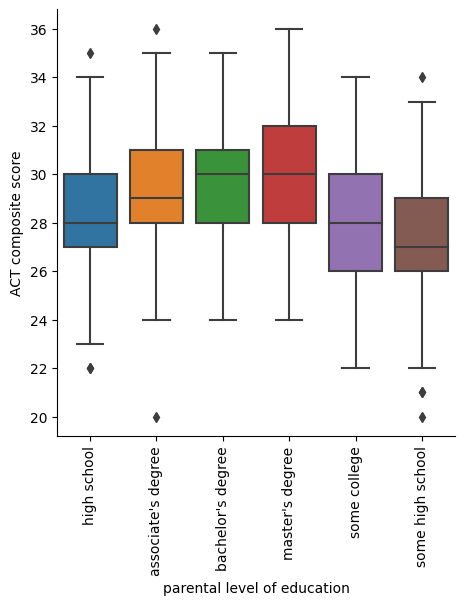 ACT composite score
36
34
32
30
28
26
24
22
20
high school
associate's degree
bachelor's degree
master's degree
some college
some high school
parental level of education